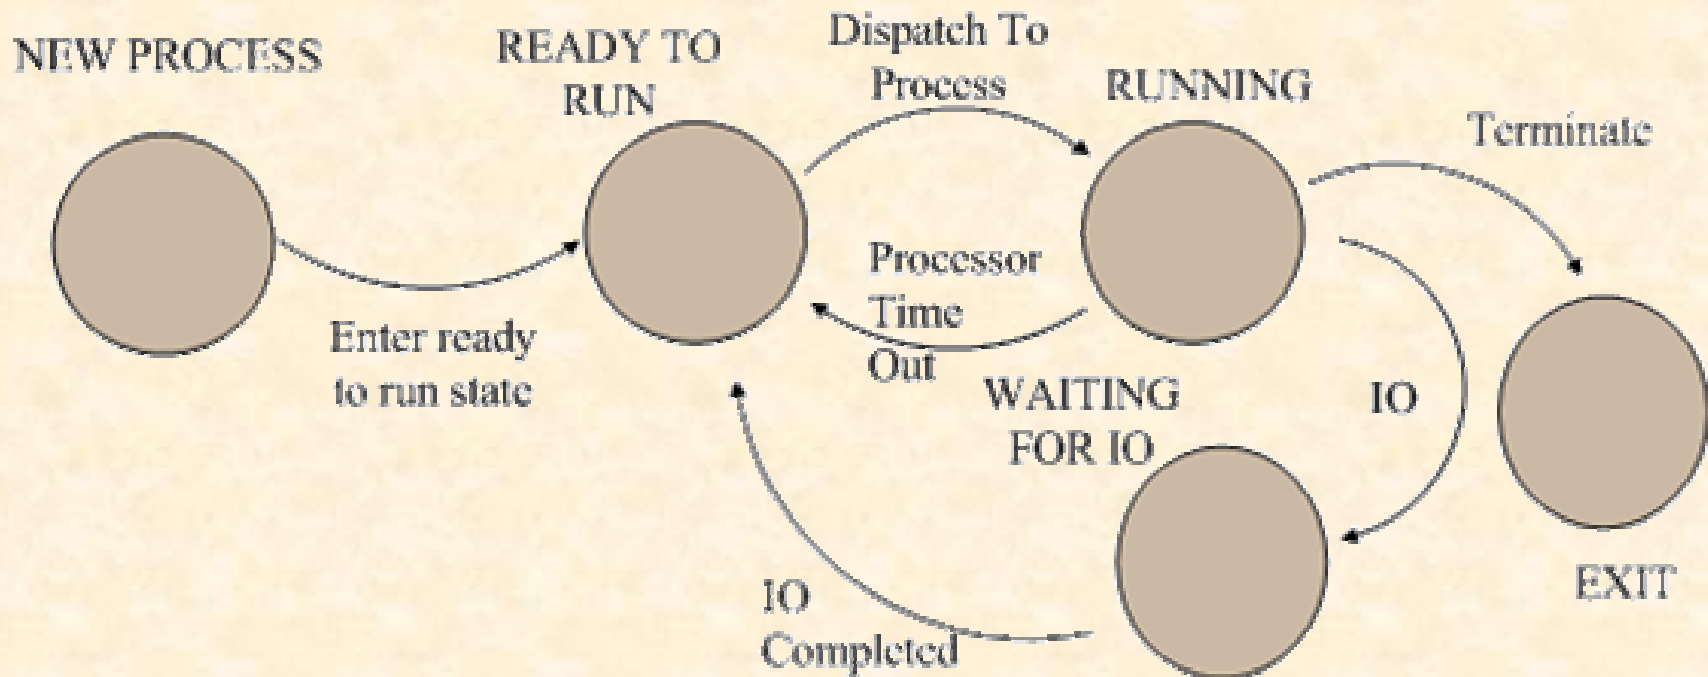 NEW PROCESS
READY TO
RUN
Dispatch To
Process
RUNNING
Terminate
Enter ready
to run state
Processor
Time
Out
WAITING
FOR IO
IO
EXIT
IO
Completed